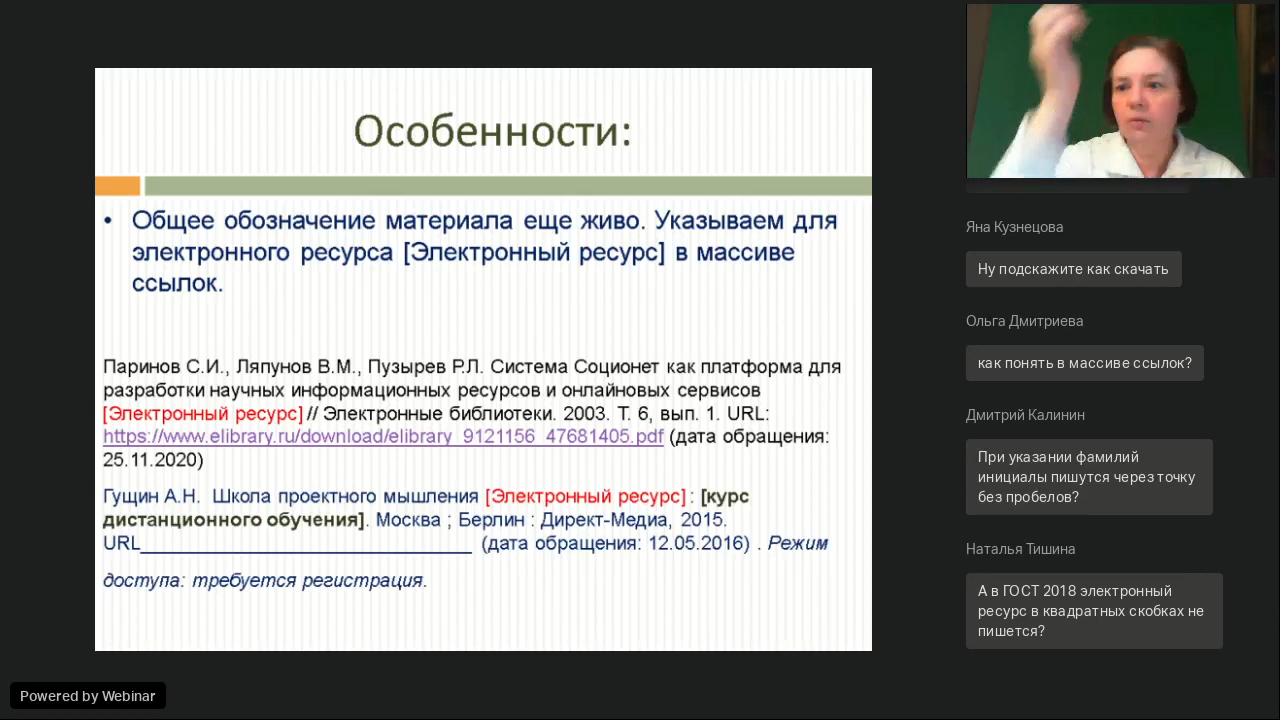 Особенности:
• Общее обозначение материала еще живо. Указываем для
электронного ресурса [Электронный ресурс] в массиве
ссылок.
Паринов С.И., Ляпунов В.М., Пузырев Р.Л. Система Соционет как платформа для
разработки научных информационных ресурсов и онлайновых сервисов
[Электронный ресурс] // Электронные библиотеки. 2003. Т. 6, вып. 1. URL:
https://www.elibrary.ru/download/elibrary_9121156_47681405.pdf (дата обращения:
25.11.2020)
Гущин А.Н. Школа проектного мышления [Электронный ресурс] : [курс
дистанционного обучения]. Москва ; Берлин : Директ-Медиа, 2015.
URL______________________________ (дата обращения: 12.05.2016) . Режим
доступа: требуется регистрация.
Яна Кузнецова
Ну подскажите как скачать
Ольга Дмитриева
как понять в массиве ссылок?
Дмитрий Калинин
При указании фамилий
инициалы пишутся через точку
без пробелов?
Наталья Тишина
А в ГОСТ 2018 электронный
ресурс в квадратных скобках не
пишется?
Powered by Webinar